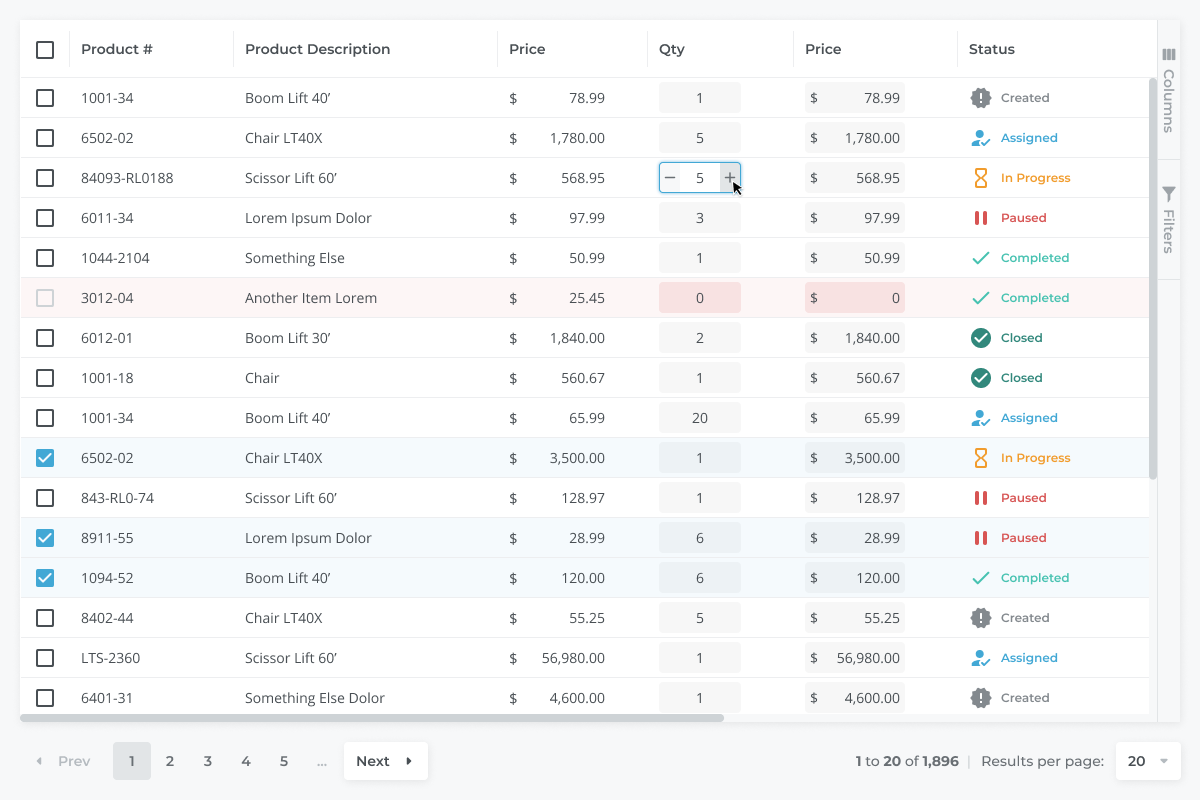 Product # Product Description Price Qty Price Status
1001-34 Boom Lift 40’ $ 78.99 1 $ 78.99 Created
6502-02 Chair LT40X $ 1,780.00 5 $ 1,780.00 Assigned
84093-RL0188 Scissor Lift 60’ $ 568.95 − 5 + $ 568.95 In Progress
6011-34 Lorem Ipsum Dolor $ 97.99 3 $ 97.99 Paused
1044-2104 Something Else $ 50.99 1 $ 50.99 Completed
3012-04 Another Item Lorem $ 25.45 0 $ 0 Completed
6012-01 Boom Lift 30’ $ 1,840.00 2 $ 1,840.00 Closed
1001-18 Chair $ 560.67 1 $ 560.67 Closed
1001-34 Boom Lift 40’ $ 65.99 20 $ 65.99 Assigned
6502-02 Chair LT40X $ 3,500.00 1 $ 3,500.00 In Progress
843-RL0-74 Scissor Lift 60’ $ 128.97 1 $ 128.97 Paused
8911-55 Lorem Ipsum Dolor $ 28.99 6 $ 28.99 Paused
1094-52 Boom Lift 40’ $ 120.00 6 $ 120.00 Completed
8402-44 Chair LT40X $ 55.25 5 $ 55.25 Created
LTS-2360 Scissor Lift 60’ $ 56,980.00 1 $ 56,980.00 Assigned
6401-31 Something Else Dolor $ 4,600.00 1 $ 4,600.00 Created
Columns
Filters
Prev 1 2 3 4 5 ... Next 1 to 20 of 1,896 | Results per page: 20